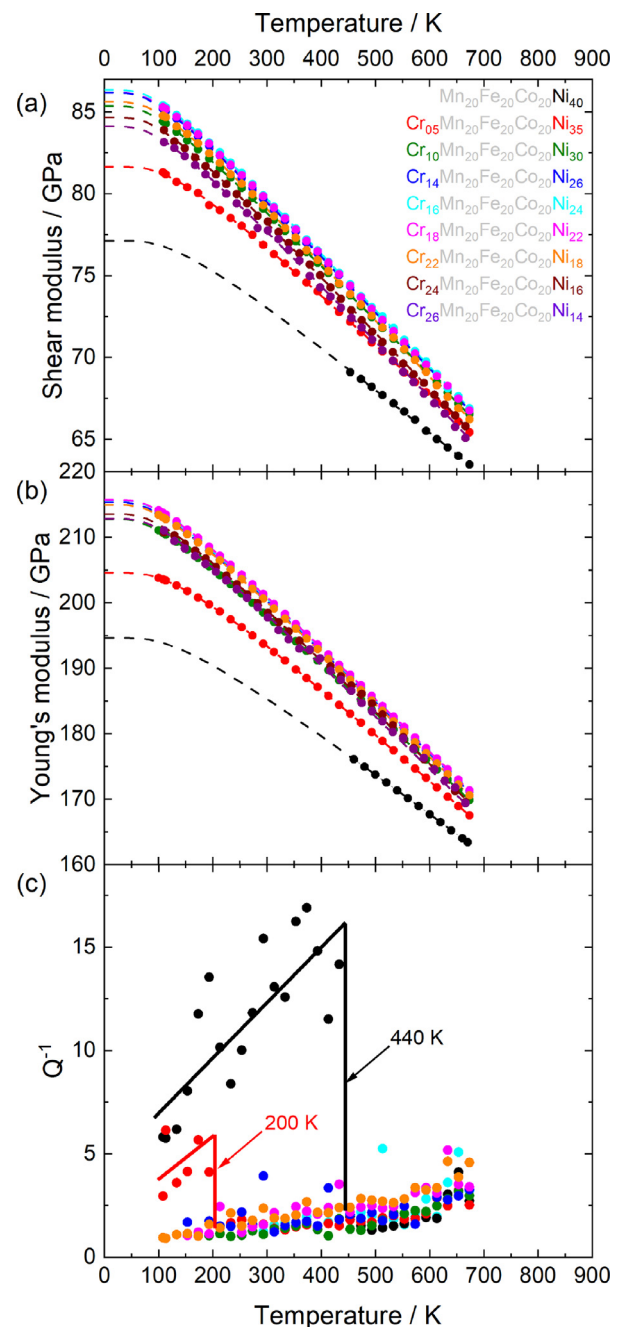 Temperature / K
0 100 200 300 400 500 600 700 800 900
(a)
Shear modulus / GPa
85
80
75
70
65
Mn20Fe20Co20Ni40
Cr05Mn20Fe20Co20Ni35
Cr10Mn20Fe20Co20Ni30
Cr14Mn20Fe20Co20Ni26
Cr16Mn20Fe20Co20Ni24
Cr18Mn20Fe20Co20Ni22
Cr22Mn20Fe20Co20Ni18
Cr24Mn20Fe20Co20Ni16
Cr26Mn20Fe20Co20Ni14
220
(b)
Young's modulus / GPa
210
200
190
180
170
160
(c)
Q-1
15
10
5
0
440 K
200 K
0 100 200 300 400 500 600 700 800 900
Temperature / K